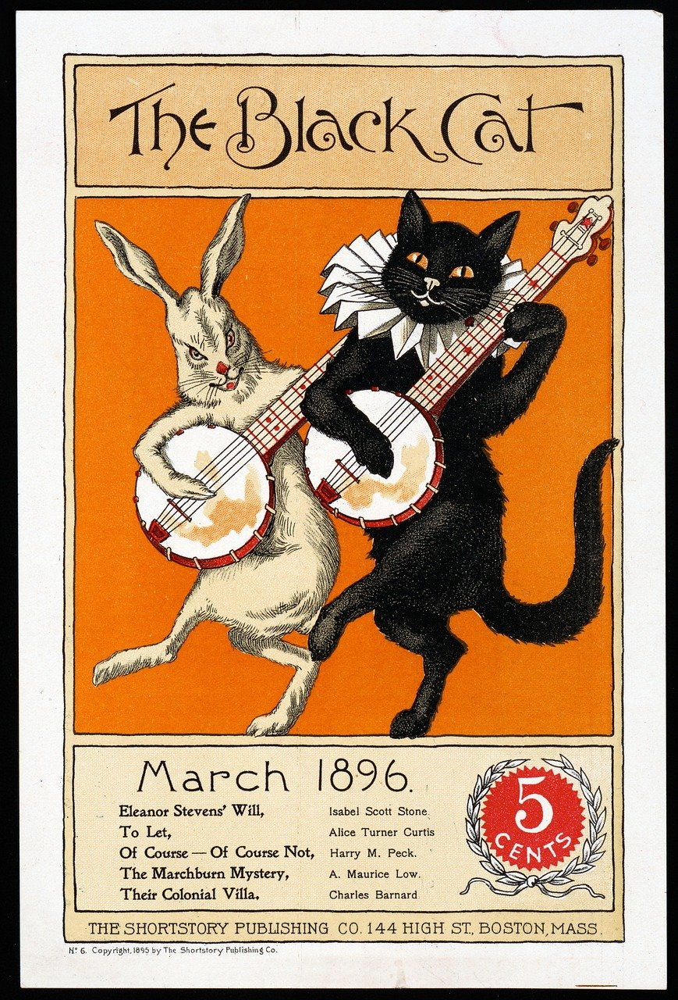 The Black Cat
March 1896.
Eleanor Stevens' Will, Isabel Scott Stone
To Let, Alice Turner Curtis
Of Course — Of Course Not, Harry M. Peck.
The Marchburn Mystery, A. Maurice Low.
Their Colonial Villa. Charles Barnard
5
CENTS
THE SHORTSTORY PUBLISHING CO. 144 HIGH ST., BOSTON, MASS.
Nº 6. Copyright, 1895 by The Shortstory Publishing Co.